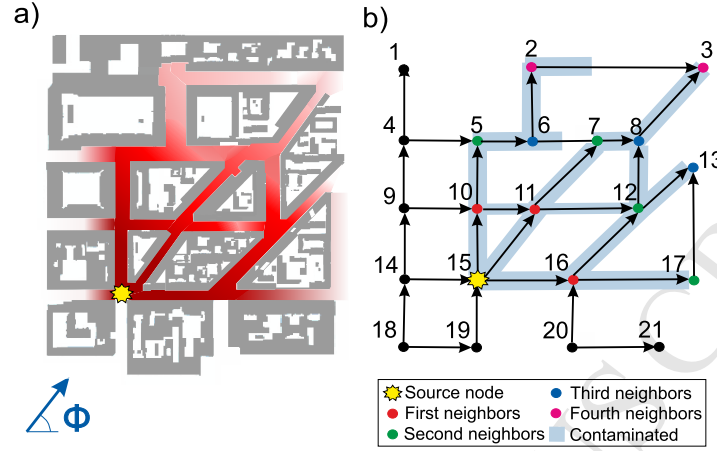 a)
b)
1
2
3
4
5
6
7
8
13
9
10
11
12
14
15
16
17
18
19
20
21
Φ
Source node
Third neighbors
First neighbors
Fourth neighbors
Second neighbors
Contaminated